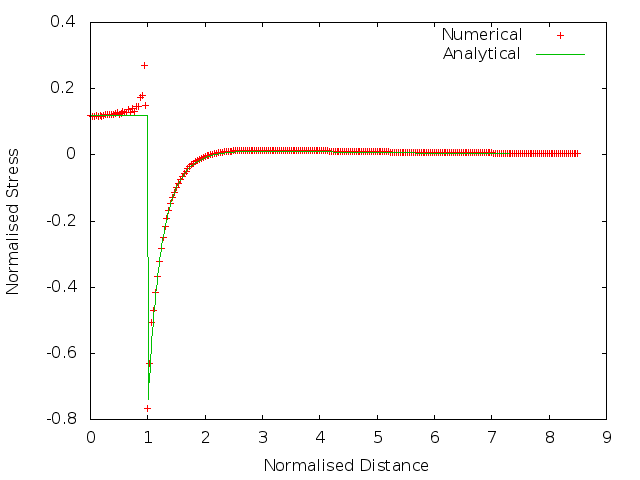 0.4
0.2
0
-0.2
-0.4
-0.6
-0.8
Normalised Stress
Numerical
Analytical
0 1 2 3 4 5 6 7 8 9
Normalised Distance